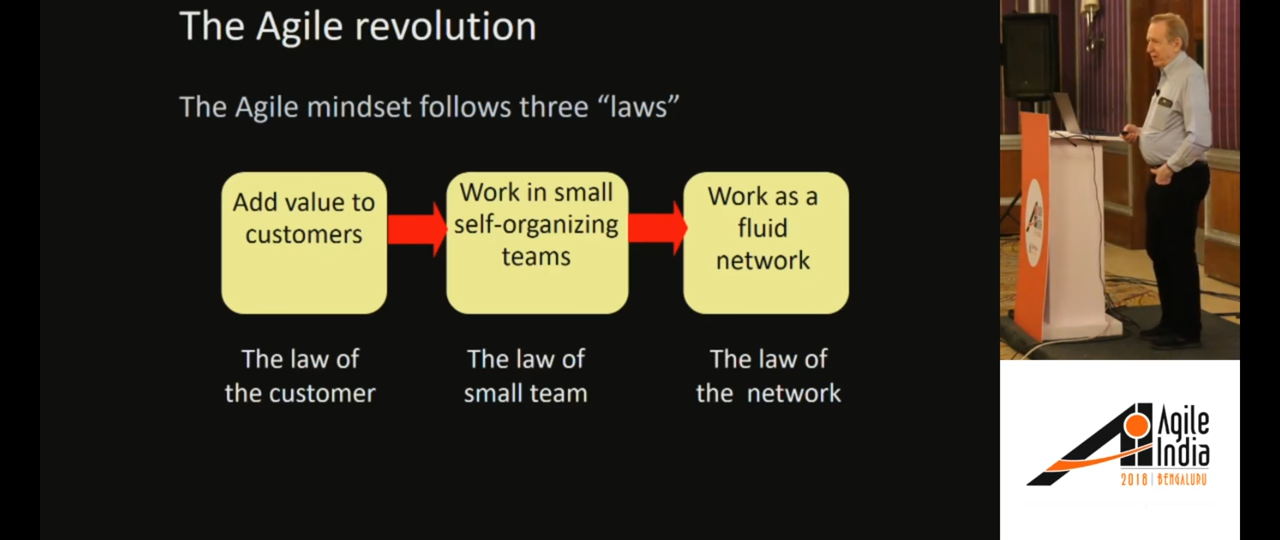 The Agile revolution
The Agile mindset follows three “laws”
Add value to
customers
Work in small
self-organizing
teams
Work as a
fluid
network
The law of
the customer
The law of
small team
The law of
the  network
Agile
India
2018 | BENGALURU